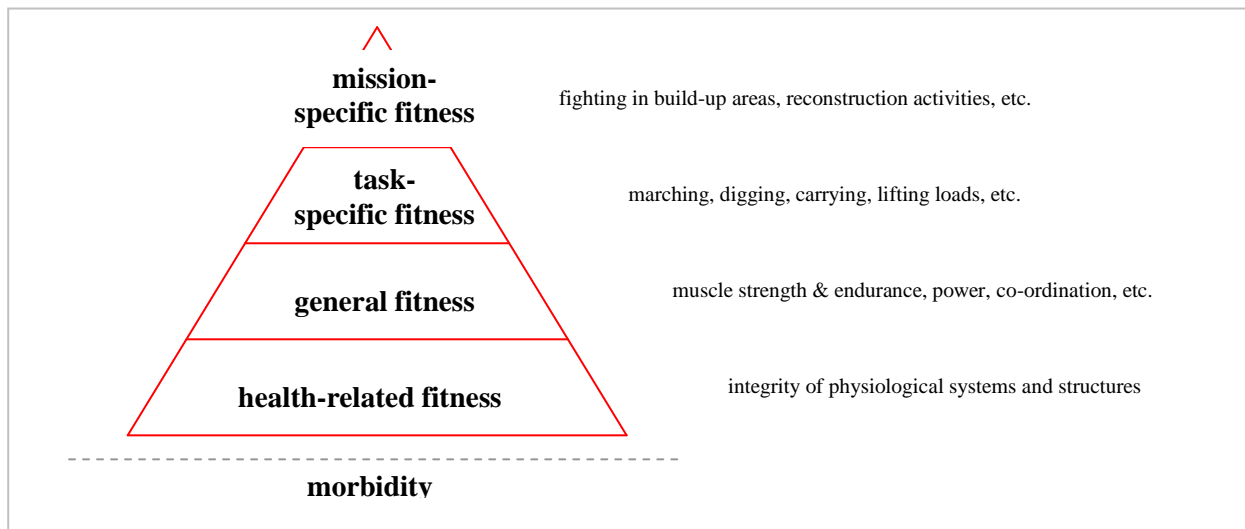 mission-
specific fitness
fighting in build-up areas, reconstruction activities, etc.
task-
specific fitness
marching, digging, carrying, lifting loads, etc.
general fitness
muscle strength & endurance, power, co-ordination, etc.
health-related fitness
integrity of physiological systems and structures
morbidity